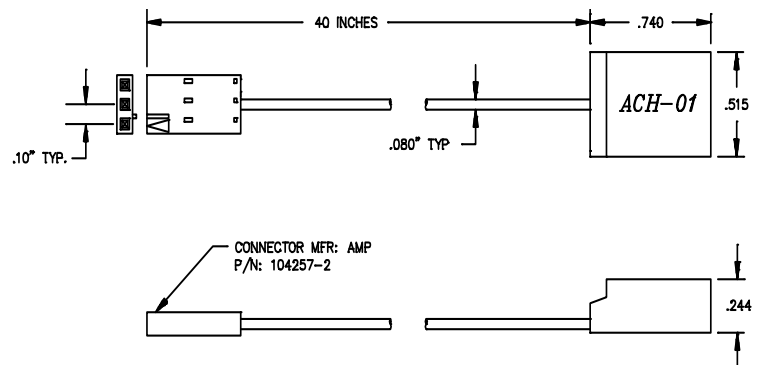 40 INCHES
.740
ACH-01
.515
.10" TYP.
.080" TYP
CONNECTOR MFR: AMP
P/N: 104257-2
.244